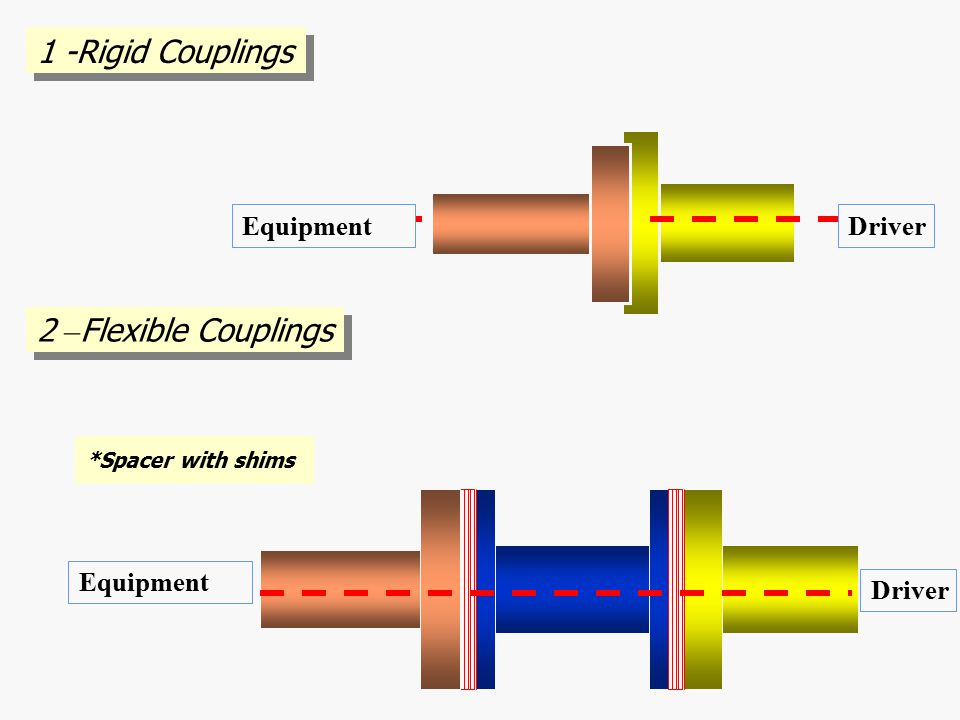 1 -Rigid Couplings
Equipment
Driver
2 –Flexible Couplings
*Spacer with shims
Equipment
Driver